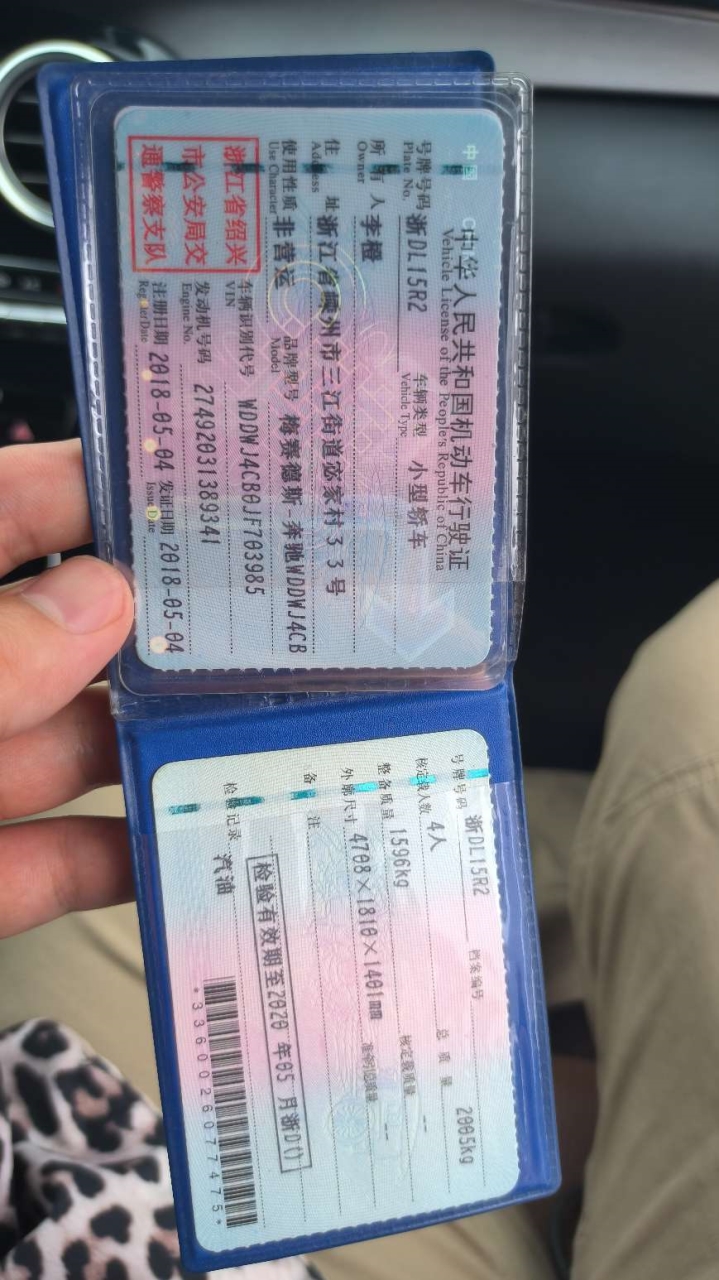 中华人民共和国机动车行驶证
Vehicle License of the People's Republic of China
号牌号码 浙DL15R2 车辆类型 小型轿车
Plate No. Vehicle Type
所有人 李橙
Owner
住址 浙江省嵊州市三江街道宓家村33号
Address
使用性质 非营运 品牌型号 梅赛德斯-奔驰WDDWJ4CB
Use Character Model
浙江省绍兴
市公安局交
通警察支队
车辆识别代号 WDDWJ4CB0JF703985
VIN
发动机号码 27492031389341
Engine No.
注册日期 2018-05-04 发证日期 2018-05-04
Register Date Issue Date
号牌号码 浙DL15R2 档案编号
核定载人数 4人 总质量 2005kg
整备质量 1596kg 核定载质量 --
外廓尺寸 4708×1810×1401mm 准牵引总质量 --
备注
检验有效期至2020年05月浙D()
检验记录 汽油
*3360026077475*